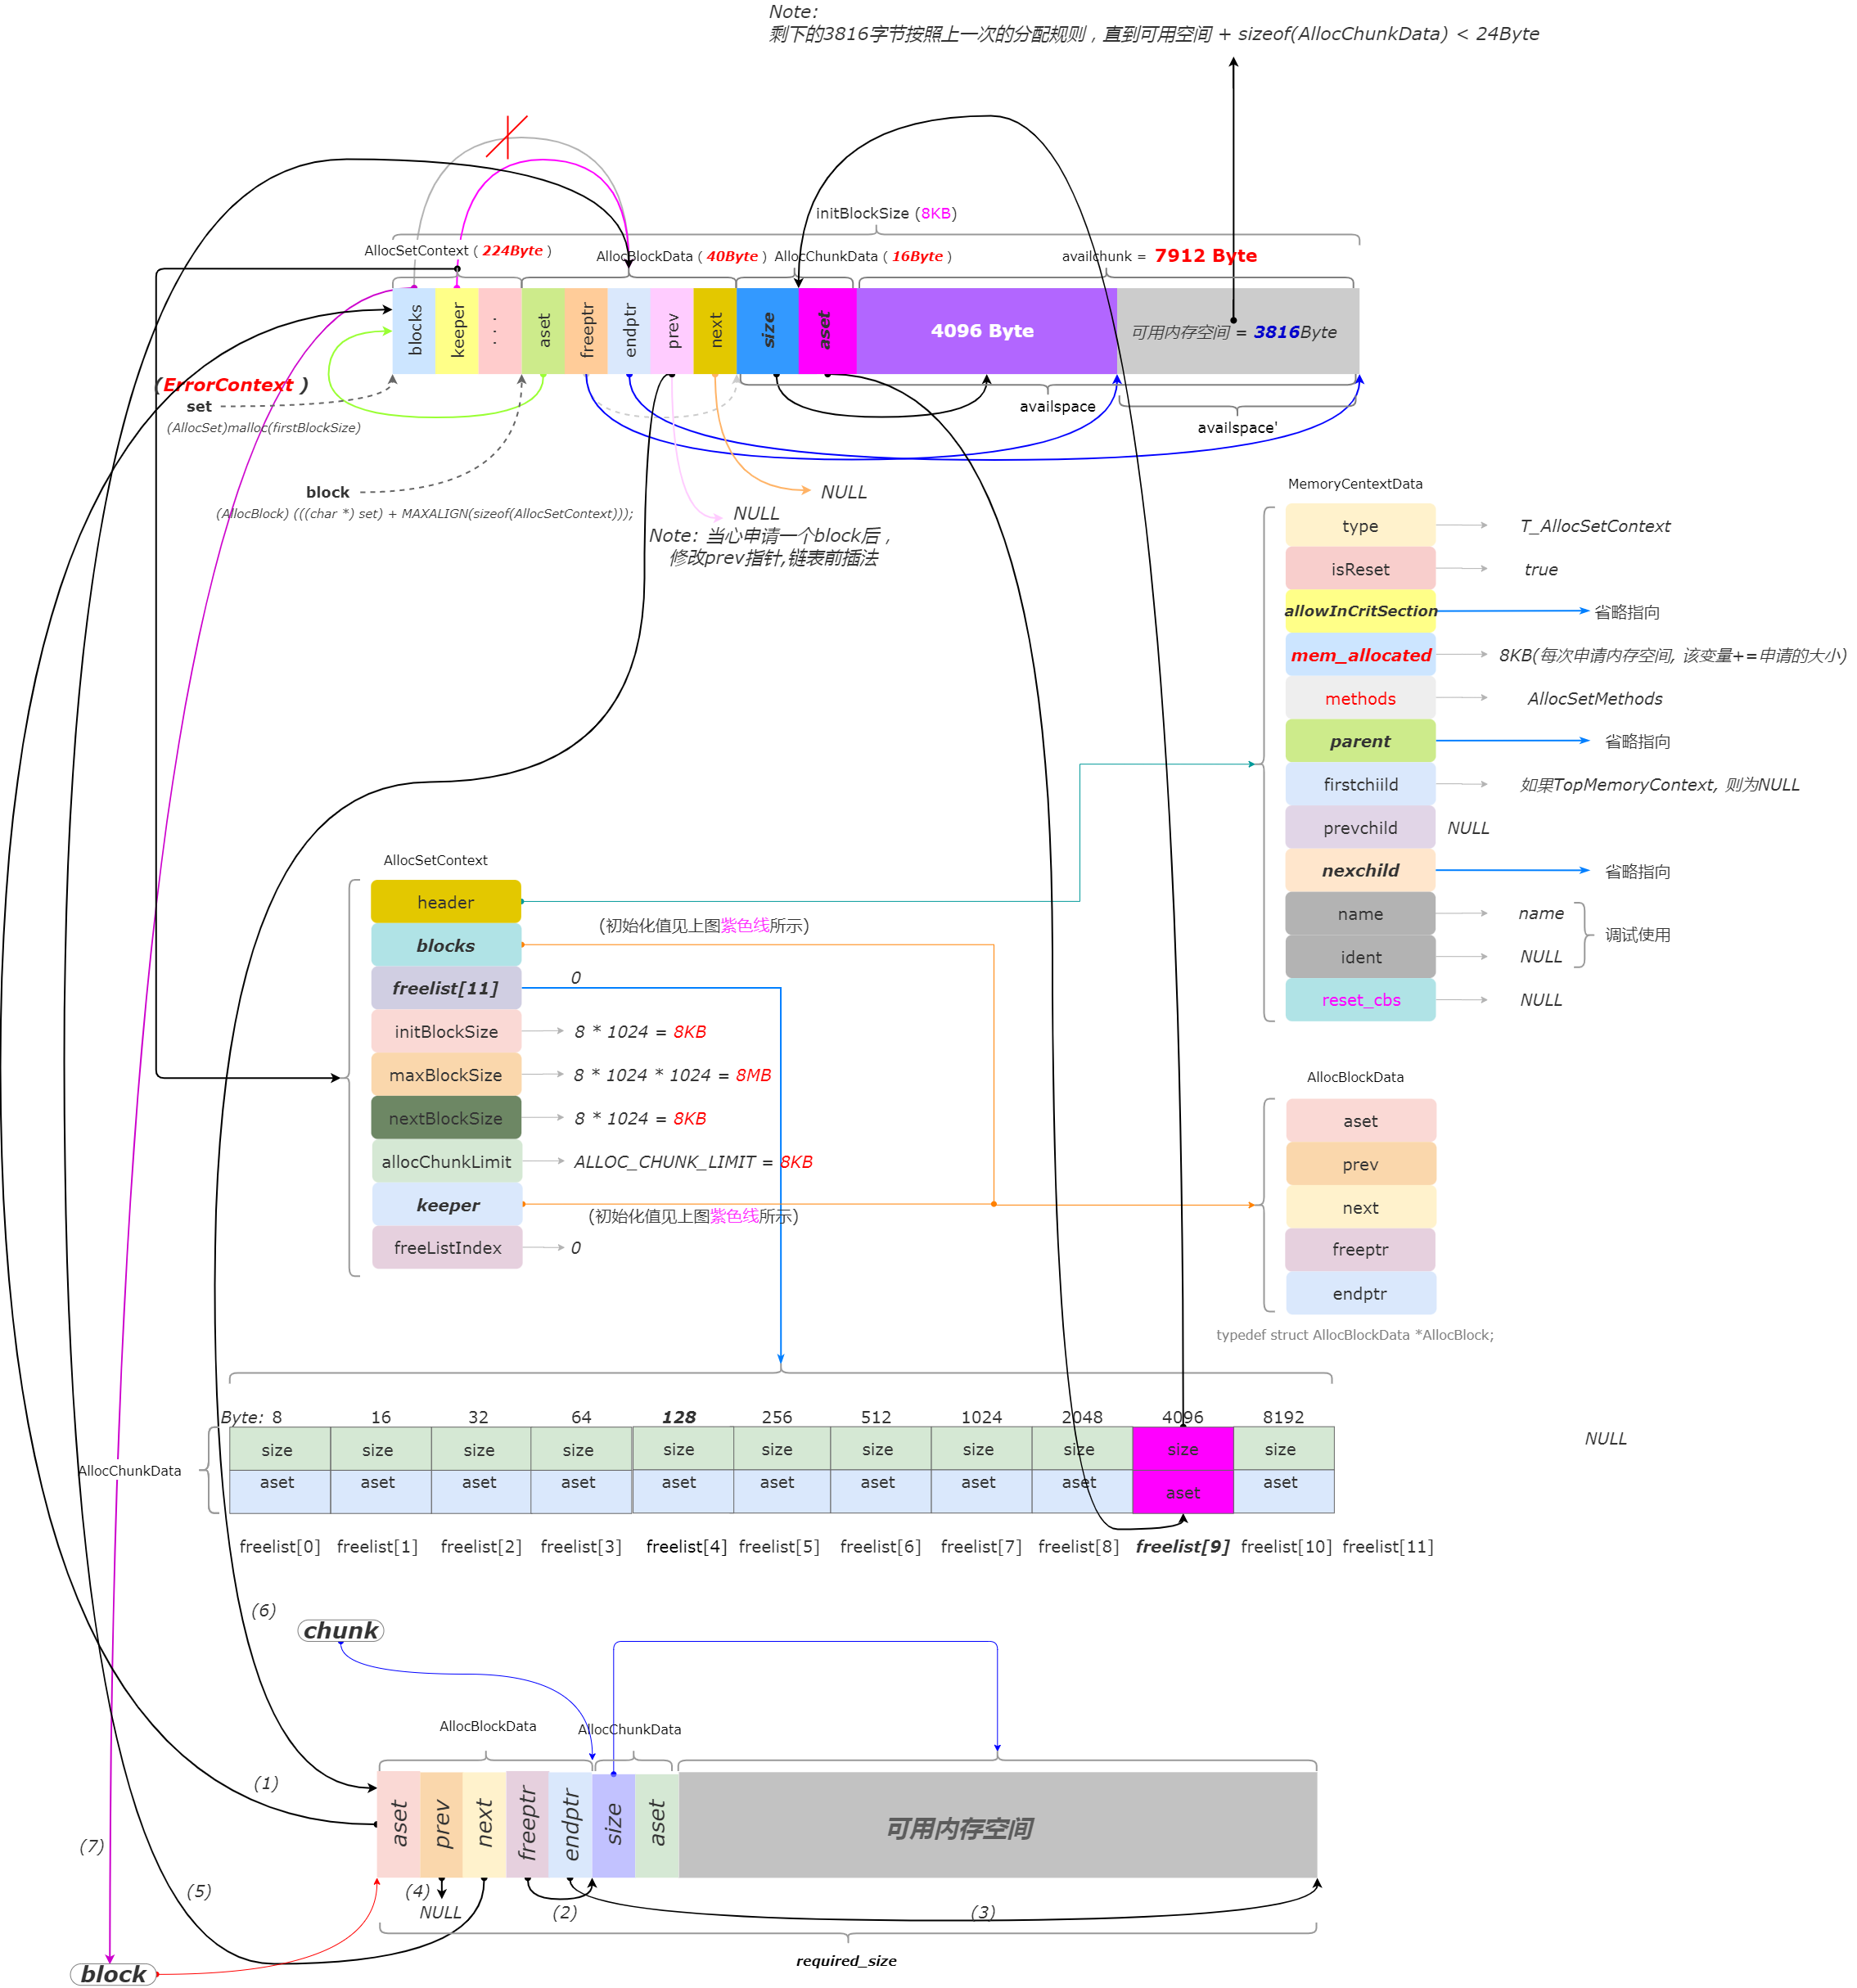 Note:
剩下的3816字节按照上一次的分配规则，直到可用空间 + sizeof(AllocChunkData) < 24Byte
initBlockSize (8KB)
AllocSetContext ( 224Byte )
AllocBlockData ( 40Byte )
AllocChunkData ( 16Byte )
availchunk = 7912 Byte
blocks
keeper
...
aset
freeptr
endptr
prev
next
size
aset
4096 Byte
可用内存空间 = 3816Byte
(ErrorContext )
set
(AllocSet)malloc(firstBlockSize)
availspace
availspace'
block
(AllocBlock) (((char *) set) + MAXALIGN(sizeof(AllocSetContext)));
NULL
NULL
Note: 当心申请一个block后，
修改prev指针,链表前插法
MemoryCentextData
type
T_AllocSetContext
isReset
true
allowInCritSection
省略指向
mem_allocated
8KB(每次申请内存空间, 该变量+=申请的大小)
methods
AllocSetMethods
parent
省略指向
firstchiild
如果TopMemoryContext, 则为NULL
prevchild
NULL
nexchild
省略指向
name
name
调试使用
ident
NULL
reset_cbs
NULL
AllocSetContext
header
(初始化值见上图紫色线所示)
blocks
freelist[11]
0
initBlockSize
8 * 1024 = 8KB
maxBlockSize
8 * 1024 * 1024 = 8MB
nextBlockSize
8 * 1024 = 8KB
allocChunkLimit
ALLOC_CHUNK_LIMIT = 8KB
keeper
(初始化值见上图紫色线所示)
freeListIndex
0
AllocBlockData
aset
prev
next
freeptr
endptr
typedef struct AllocBlockData *AllocBlock;
Byte: 8 16 32 64 128 256 512 1024 2048 4096 8192
NULL
size size size size size size size size size size size
AllocChunkData
aset aset aset aset aset aset aset aset aset aset aset
freelist[0] freelist[1] freelist[2] freelist[3] freelist[4] freelist[5] freelist[6] freelist[7] freelist[8] freelist[9] freelist[10] freelist[11]
(6)
chunk
AllocBlockData
AllocChunkData
(1)
aset
prev
next
freeptr
endptr
size
aset
可用内存空间
(7)
(5)
(4)
NULL
(2)
(3)
required_size
block